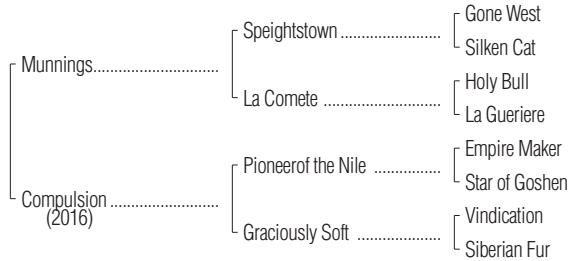 Gone West
Speightstown ......................
Silken Cat
Munnings...........................
Holy Bull
La Comete .........................
La Gueriere
Empire Maker
Pioneerof the Nile ..............
Star of Goshen
Compulsion .......................
(2016)
Vindication
Graciously Soft ..................
Siberian Fur